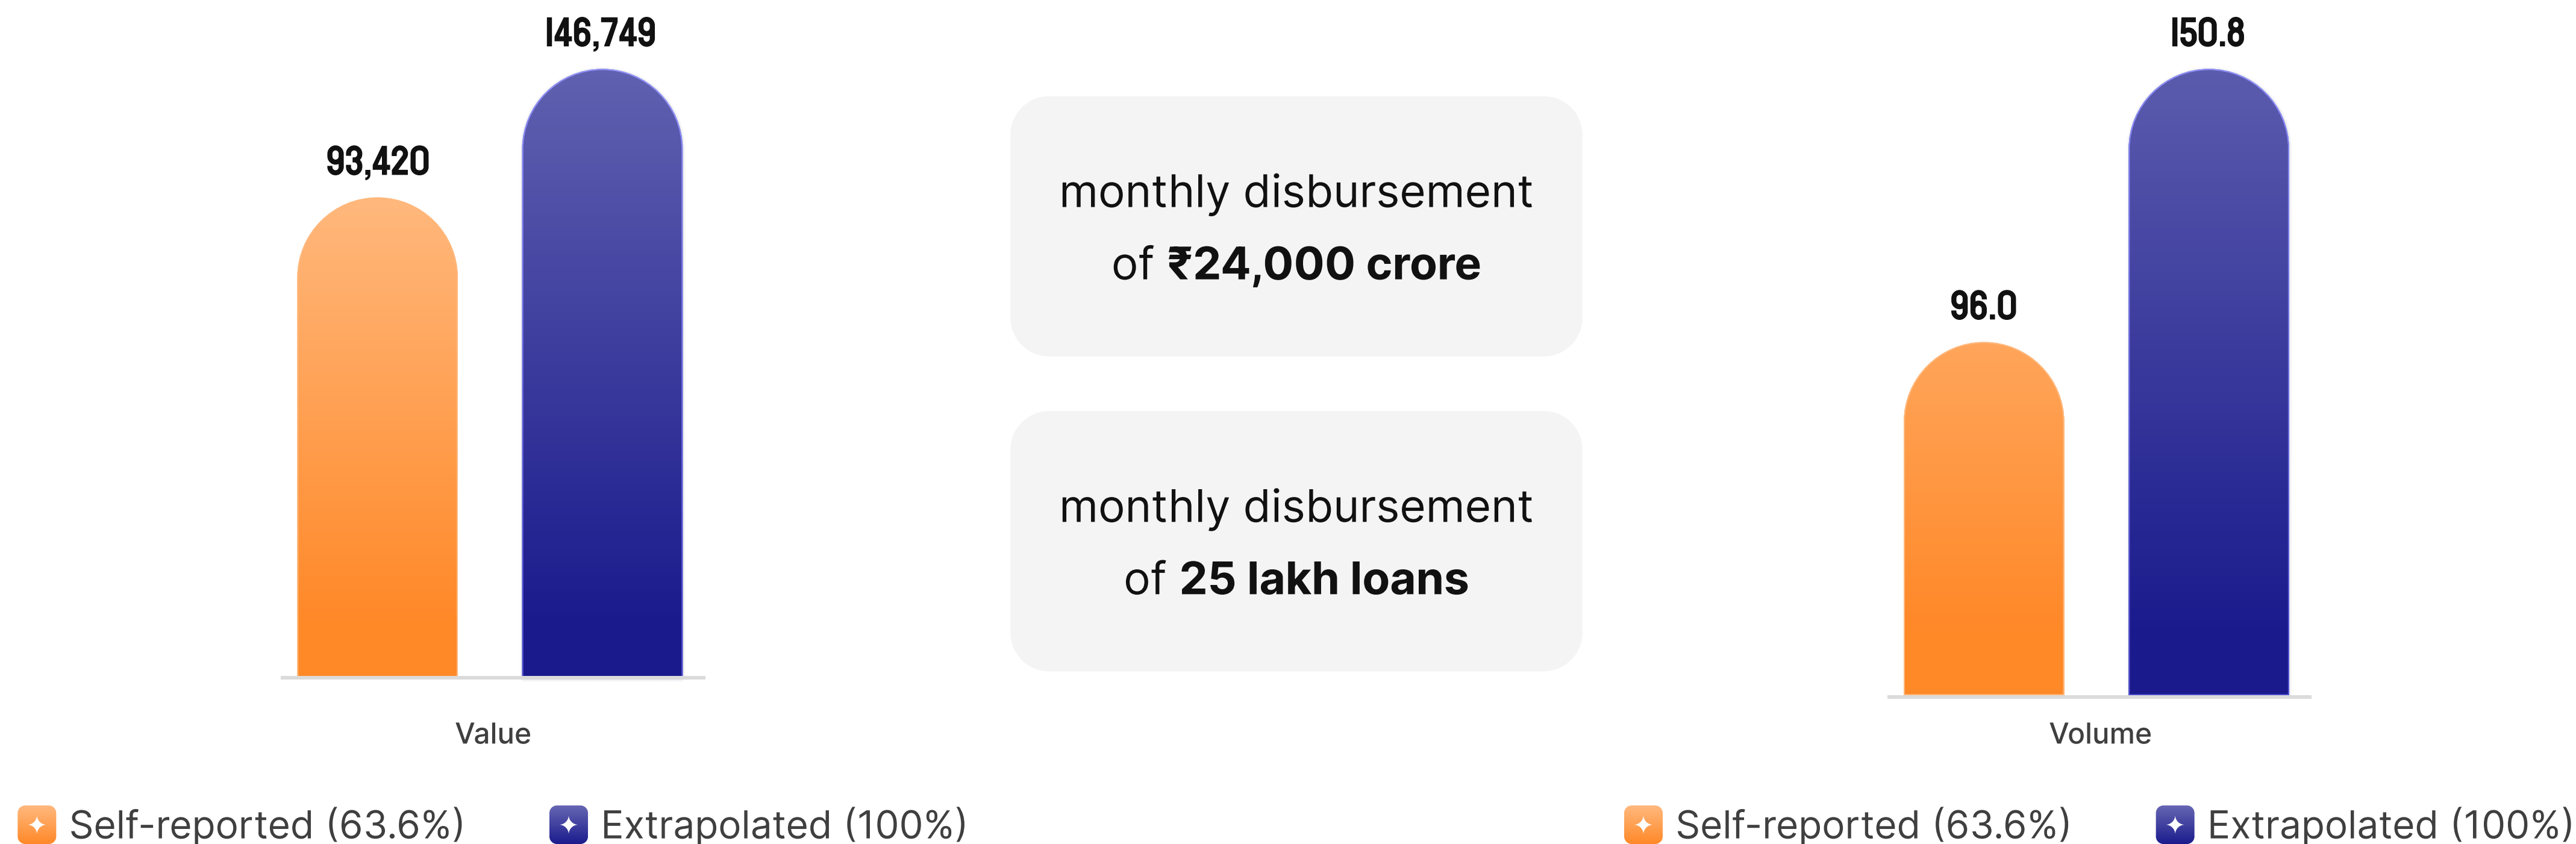 146,749
93,420
Value
Self-reported (63.6%)
Extrapolated (100%)
monthly disbursement
of ₹24,000 crore
monthly disbursement
of 25 lakh loans
150.8
96.0
Volume
Self-reported (63.6%)
Extrapolated (100%)